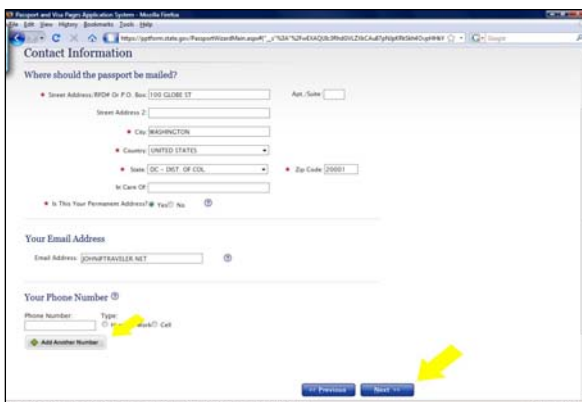 Passport and Visa Pages Application System - Mozilla Firefox
File Edit View History Bookmarks Tools Help
Google
Contact Information
Where should the passport be mailed?
* Street Address/RFD# Or P.O. Box: 100 GLOBE ST Apt./Suite:
Street Address 2:
* City: WASHINGTON
* Country: UNITED STATES
* State: DC - DIST. OF COL. * Zip Code: 20001
In Care Of:
* Is This Your Permanent Address? Yes No
Your Email Address
Email Address:
Your Phone Number
Phone Number: Type:
Cell
Add Another Number
<< Previous Next >>